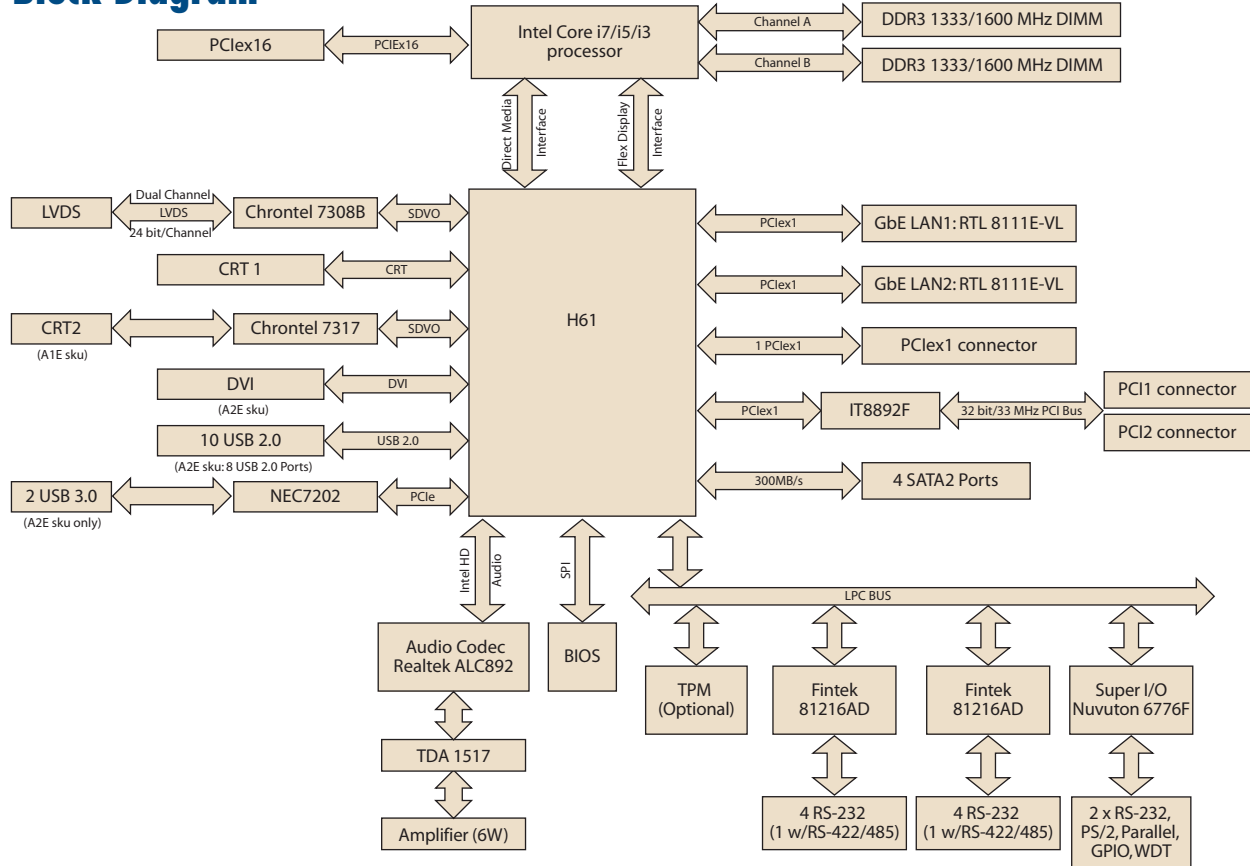 Block Diagram
PCIex16
PCIEx16
Intel Core i7/i5/i3
processor
Channel A
DDR3 1333/1600 MHz DIMM
Channel B
DDR3 1333/1600 MHz DIMM
Direct Media
Interface
Flex Display
Interface
LVDS
Dual Channel
LVDS
24 bit/Channel
Chrontel 7308B
SDVO
H61
PCIex1
GbE LAN1: RTL 8111E-VL
CRT 1
CRT
PCIex1
GbE LAN2: RTL 8111E-VL
CRT2
(A1E sku)
Chrontel 7317
SDVO
1 PCIex1
PCIex1 connector
DVI
(A2E sku)
DVI
PCIex1
IT8892F
32 bit/33 MHz PCI Bus
PCI1 connector
PCI2 connector
10 USB 2.0
(A2E sku: 8 USB 2.0 Ports)
USB 2.0
2 USB 3.0
(A2E sku only)
NEC7202
PCIe
300MB/s
4 SATA2 Ports
Intel HD
Audio
SPI
LPC BUS
Audio Codec
Realtek ALC892
BIOS
TPM
(Optional)
Fintek
81216AD
Fintek
81216AD
Super I/O
Nuvuton 6776F
TDA 1517
Amplifier (6W)
4 RS-232
(1 w/RS-422/485)
4 RS-232
(1 w/RS-422/485)
2 x RS-232,
PS/2, Parallel,
GPIO, WDT